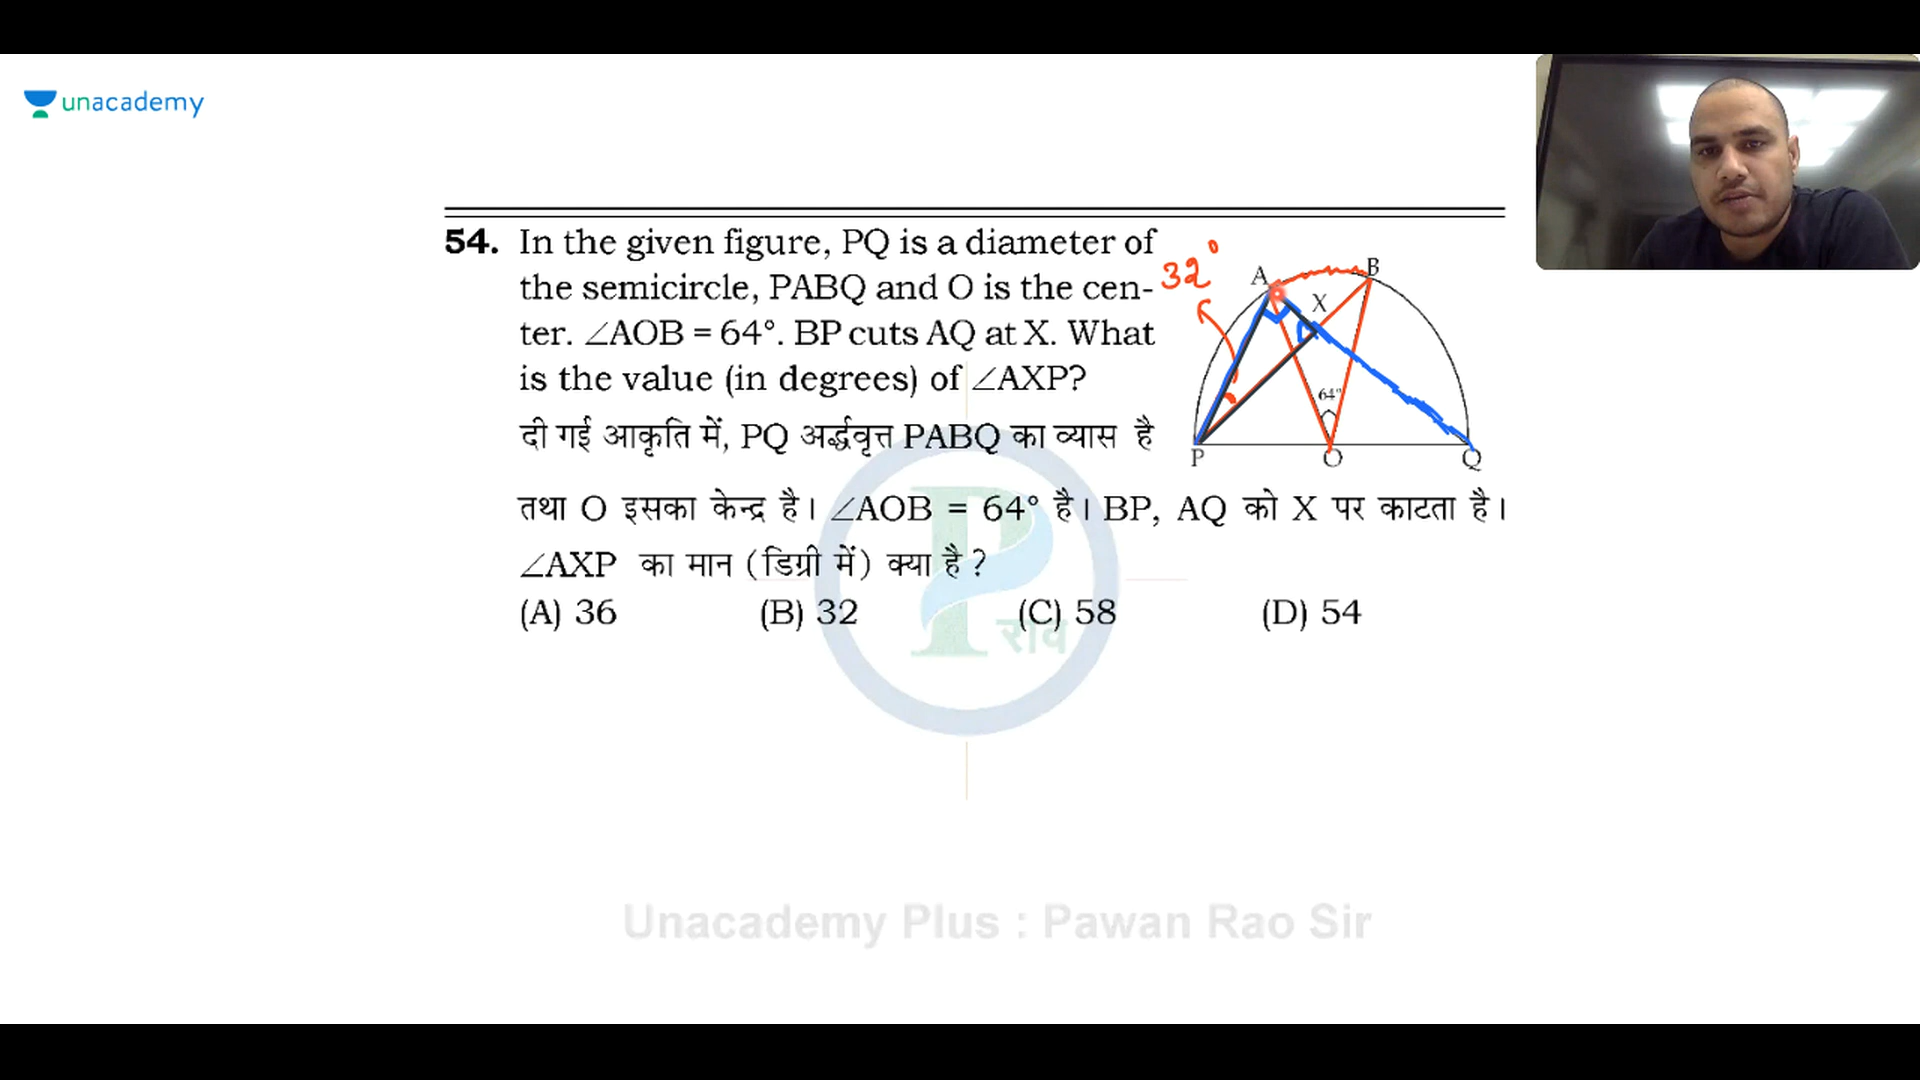 unacademy
54. In the given figure, PQ is a diameter of
the semicircle, PABQ and O is the cen-
ter. ∠AOB = 64°. BP cuts AQ at X. What
is the value (in degrees) of ∠AXP?
32°
A
B
X
64°
P
O
Q
दी गई आकृति में, PQ अर्द्धवृत्त PABQ का व्यास है
तथा O इसका केन्द्र है। ∠AOB = 64° है। BP, AQ को X पर काटता है।
∠AXP का मान (डिग्री में) क्या है?
(A) 36 (B) 32 (C) 58 (D) 54
राव
Unacademy Plus : Pawan Rao Sir